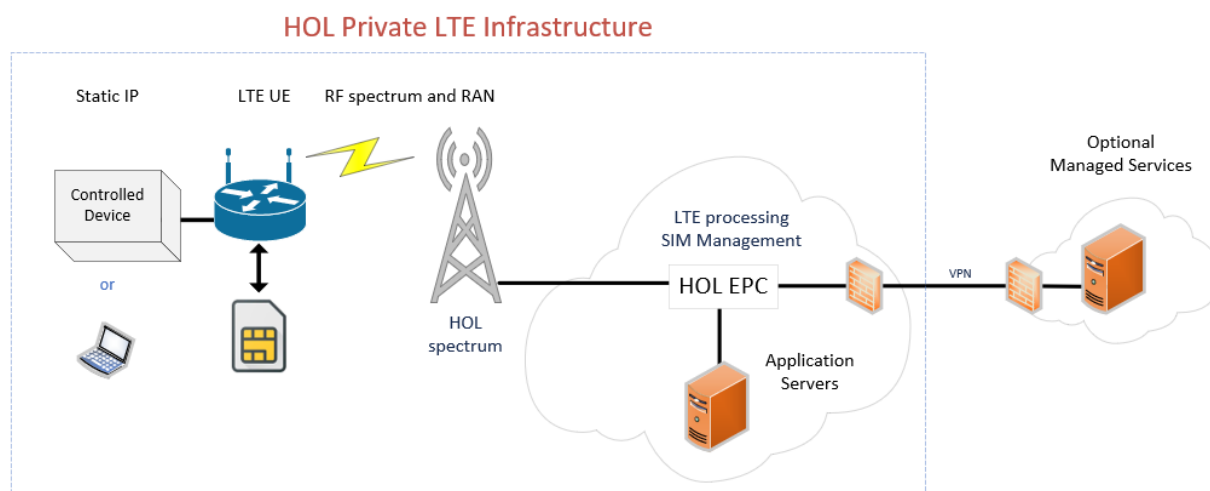 HOL Private LTE Infrastructure
Static IP
LTE UE
RF spectrum and RAN
Controlled
Device
or
HOL
spectrum
LTE processing
SIM Management
HOL EPC
Application
Servers
VPN
Optional
Managed Services